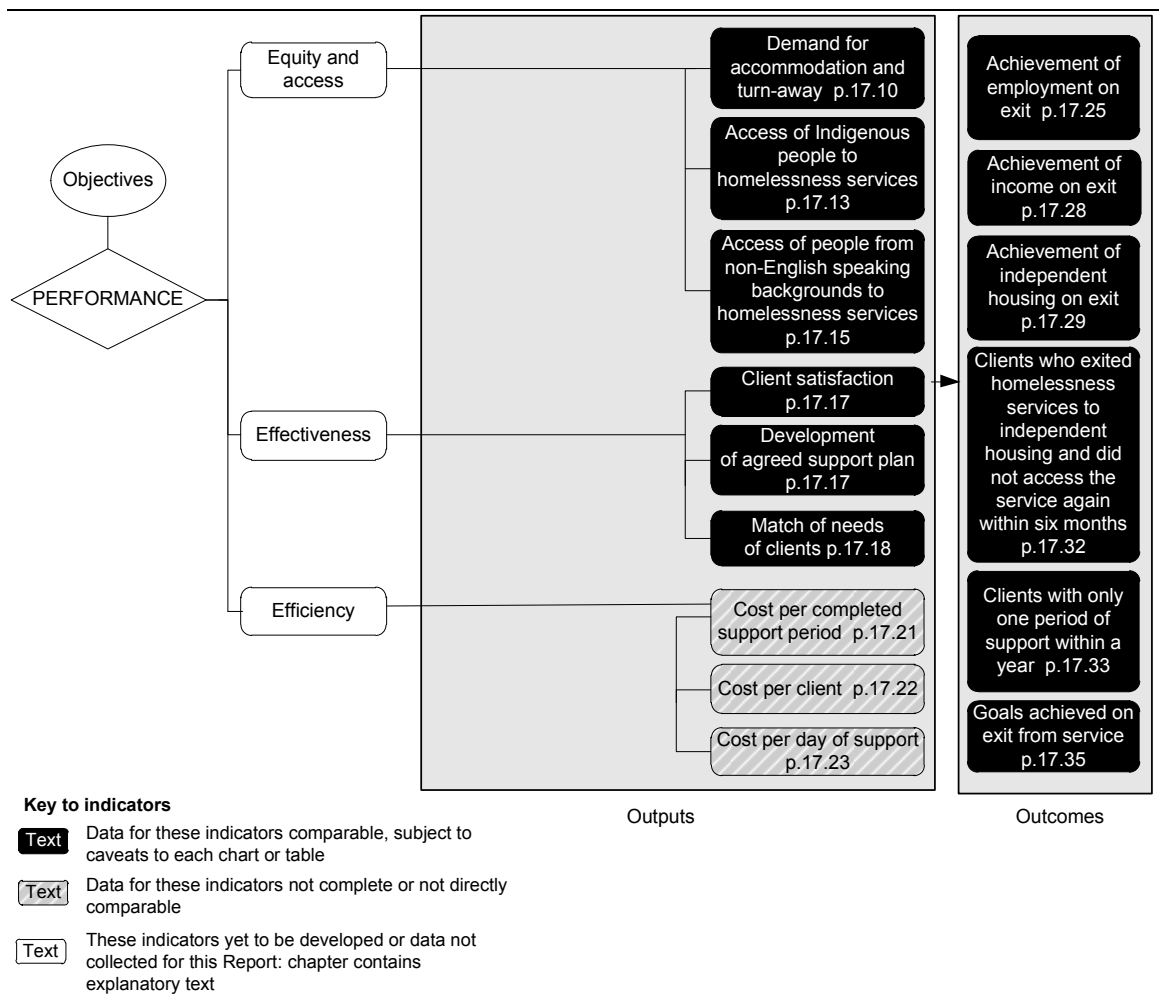 Objectives
PERFORMANCE
Equity and
access
Effectiveness
Efficiency
Demand for
accommodation and
turn-away p.17.10
Access of Indigenous
people to
homelessness services
p.17.13
Access of people from
non-English speaking
backgrounds to
homelessness services
p.17.15
Client satisfaction
p.17.17
Development
of agreed support plan
p.17.17
Match of needs
of clients p.17.18
Cost per completed
support period p.17.21
Cost per client p.17.22
Cost per day of support
p.17.23
Outputs
Achievement of
employment on
exit p.17.25
Achievement of
income on exit
p.17.28
Achievement of
independent
housing on exit
p.17.29
Clients who exited
homelessness
services to
independent
housing and did
not access the
service again
within six months
p.17.32
Clients with only
one period of
support within a
year p.17.33
Goals achieved on
exit from service
p.17.35
Outcomes
Key to indicators
Text
Data for these indicators comparable, subject to
caveats to each chart or table
Text
Data for these indicators not complete or not directly
comparable
Text
These indicators yet to be developed or data not
collected for this Report: chapter contains
explanatory text